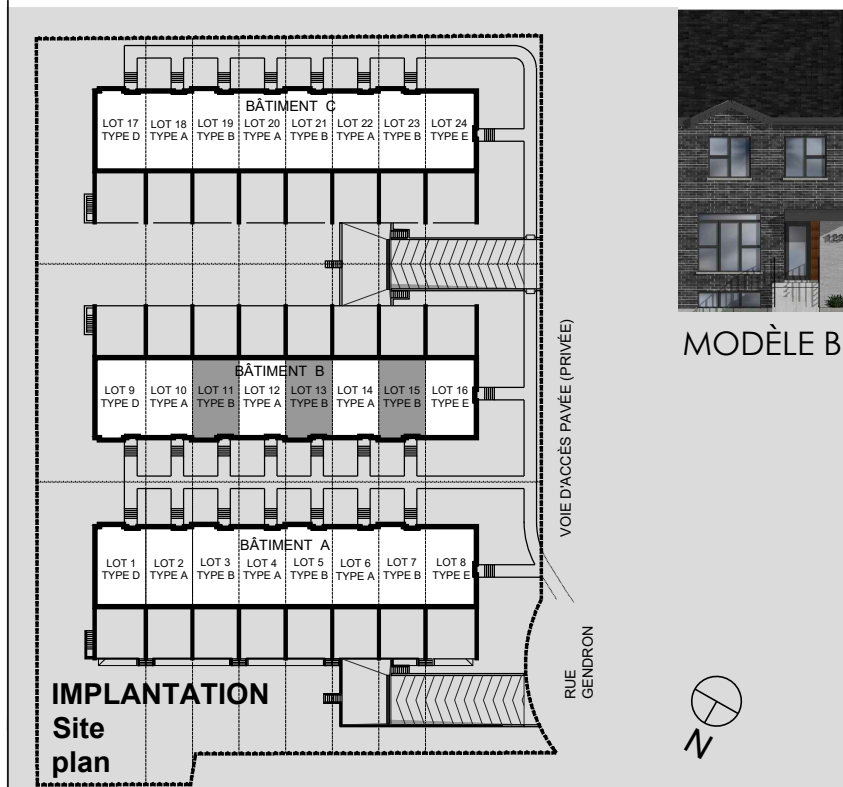 BÂTIMENT C
LOT 17 LOT 18 LOT 19 LOT 20 LOT 21 LOT 22 LOT 23 LOT 24
TYPE D TYPE A TYPE B TYPE A TYPE B TYPE A TYPE B TYPE E
BÂTIMENT B
LOT 9 LOT 10 LOT 11 LOT 12 LOT 13 LOT 14 LOT 15 LOT 16
TYPE D TYPE A TYPE B TYPE A TYPE B TYPE A TYPE B TYPE E
BÂTIMENT A
LOT 1 LOT 2 LOT 3 LOT 4 LOT 5 LOT 6 LOT 7 LOT 8
TYPE D TYPE A TYPE B TYPE A TYPE B TYPE A TYPE B TYPE E
VOIE D'ACCÈS PAVÉE (PRIVÉE)
RUE
GENDRON
IMPLANTATION
Site
plan
MODÈLE B
N